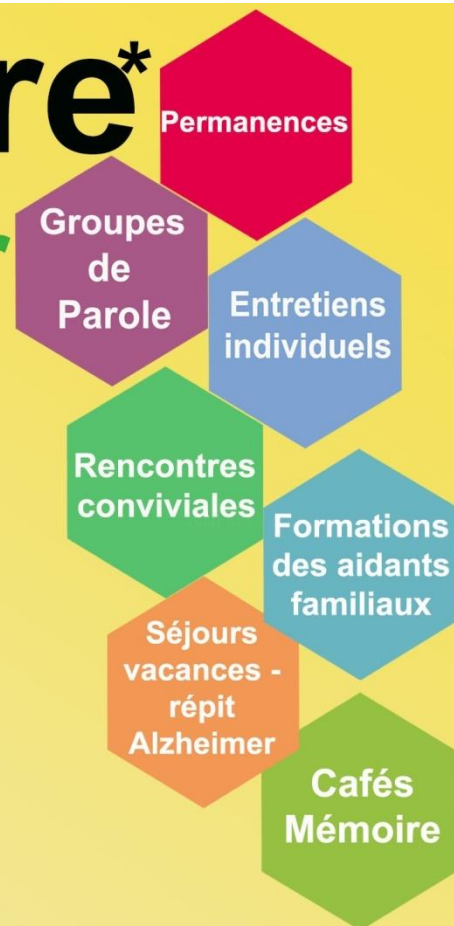 re*
Permanences
Groupes
de
Parole
Entretiens
individuels
Rencontres
conviviales
Formations
des aidants
familiaux
Séjours
vacances -
répit
Alzheimer
Cafés
Mémoire